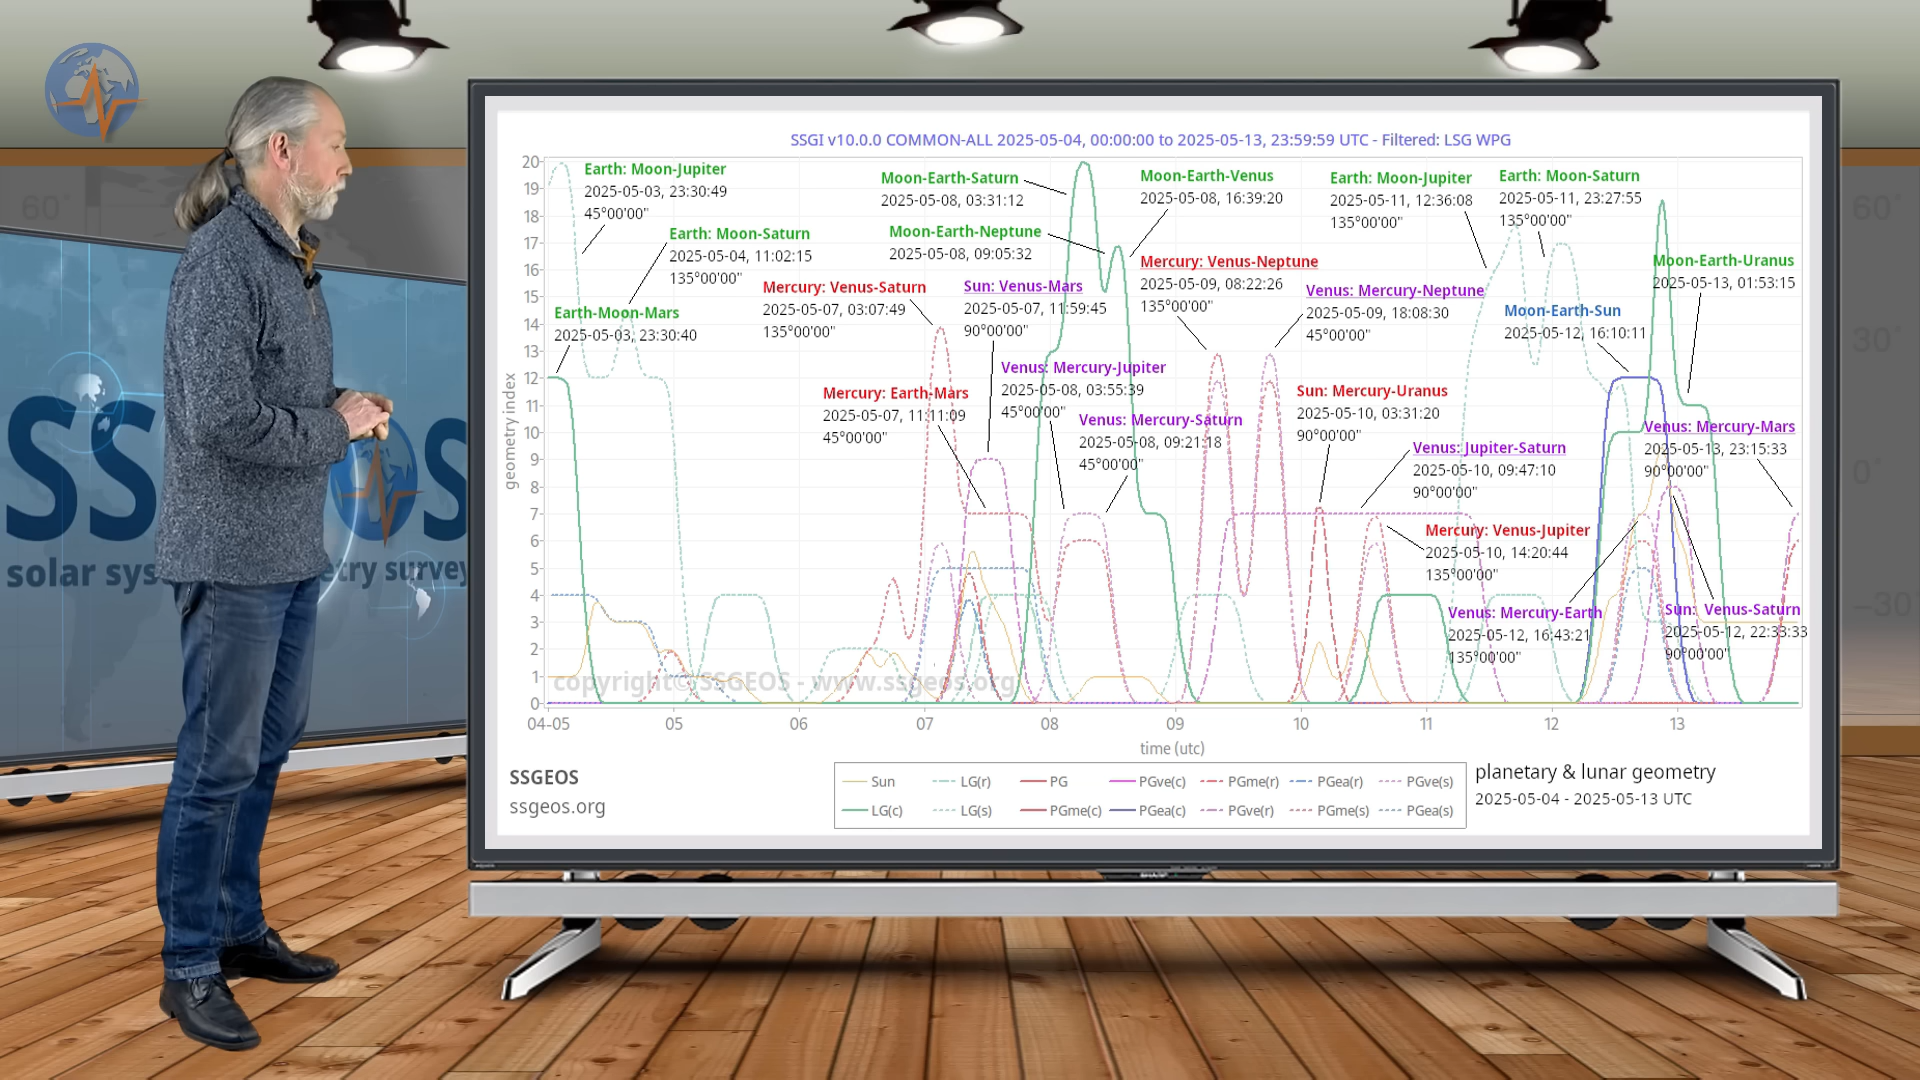 SSGI v10.0.0 COMMON-ALL 2025-05-04, 00:00:00 to 2025-05-13, 23:59:59 UTC - Filtered: LSG WPG
geometry index
20
19
18
17
16
15
14
13
12
11
10
9
8
7
6
5
4
3
2
1
0
Earth: Moon-Jupiter
2025-05-03, 23:30:49
45°00'00"
Earth: Moon-Saturn
2025-05-04, 11:02:15
135°00'00"
Earth-Moon-Mars
2025-05-03, 23:30:40
Mercury: Venus-Saturn
2025-05-07, 03:07:49
135°00'00"
Mercury: Earth-Mars
2025-05-07, 11:11:09
45°00'00"
Moon-Earth-Saturn
2025-05-08, 03:31:12
Moon-Earth-Neptune
2025-05-08, 09:05:32
Sun: Venus-Mars
2025-05-07, 11:59:45
90°00'00"
Venus: Mercury-Jupiter
2025-05-08, 03:55:39
45°00'00"
Venus: Mercury-Saturn
2025-05-08, 09:21:18
45°00'00"
Moon-Earth-Venus
2025-05-08, 16:39:20
Mercury: Venus-Neptune
2025-05-09, 08:22:26
135°00'00"
Venus: Mercury-Neptune
2025-05-09, 18:08:30
45°00'00"
Sun: Mercury-Uranus
2025-05-10, 03:31:20
90°00'00"
Venus: Jupiter-Saturn
2025-05-10, 09:47:10
90°00'00"
Mercury: Venus-Jupiter
2025-05-10, 14:20:44
135°00'00"
Earth: Moon-Jupiter
2025-05-11, 12:36:08
135°00'00"
Earth: Moon-Saturn
2025-05-11, 23:27:55
135°00'00"
Moon-Earth-Sun
2025-05-12, 16:10:11
Venus: Mercury-Earth
2025-05-12, 16:43:21
135°00'00"
Moon-Earth-Uranus
2025-05-13, 01:53:15
Venus: Mercury-Mars
2025-05-13, 23:15:33
90°00'00"
Sun: Venus-Saturn
2025-05-12, 22:33:33
90°00'00"
copyright© SSGEOS - www.ssgeos.org
04-05
05
06
07
08
09
10
11
12
13
time (utc)
SSGEOS
ssgeos.org
Sun
LG(r)
PG
PGve(c)
PGme(r)
PGea(r)
PGve(s)
LG(c)
LG(s)
PGme(c)
PGea(c)
PGve(r)
PGme(s)
PGea(s)
planetary & lunar geometry
2025-05-04 - 2025-05-13 UTC
SS
OS
solar sys
etry survey
60°
60°
30°
0°
−30°